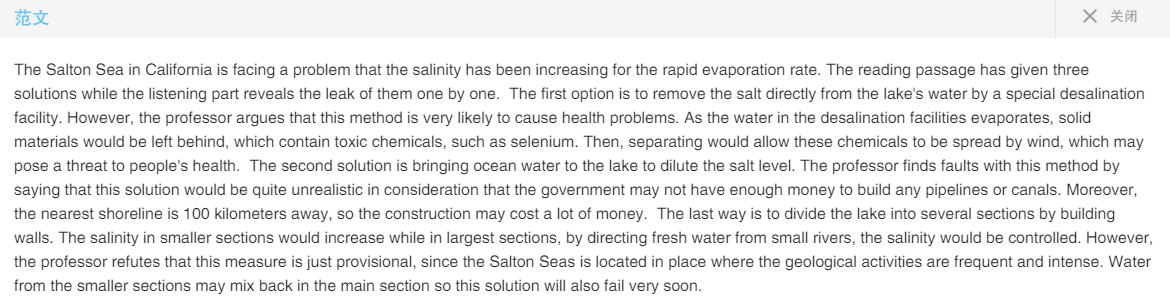 范文
关闭
The Salton Sea in California is facing a problem that the salinity has been increasing for the rapid evaporation rate. The reading passage has given three
solutions while the listening part reveals the leak of them one by one.  The first option is to remove the salt directly from the lake's water by a special desalination
facility. However, the professor argues that this method is very likely to cause health problems. As the water in the desalination facilities evaporates, solid
materials would be left behind, which contain toxic chemicals, such as selenium. Then, separating would allow these chemicals to be spread by wind, which may
pose a threat to people's health.  The second solution is bringing ocean water to the lake to dilute the salt level. The professor finds faults with this method by
saying that this solution would be quite unrealistic in consideration that the government may not have enough money to build any pipelines or canals. Moreover,
the nearest shoreline is 100 kilometers away, so the construction may cost a lot of money.  The last way is to divide the lake into several sections by building
walls. The salinity in smaller sections would increase while in largest sections, by directing fresh water from small rivers, the salinity would be controlled. However,
the professor refutes that this measure is just provisional, since the Salton Seas is located in place where the geological activities are frequent and intense. Water
from the smaller sections may mix back in the main section so this solution will also fail very soon.